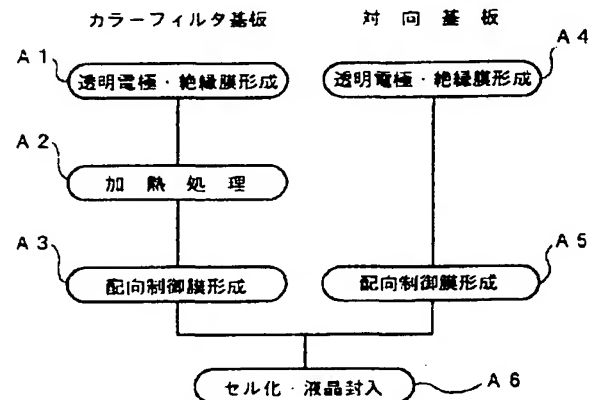 カラーフィルタ基板 対向基板
A1 A4
透明電極・絶縁膜形成 透明電極・絶縁膜形成
A2
加熱処理
A3 A5
配向制御膜形成 配向制御膜形成
セル化・液晶封入 A6